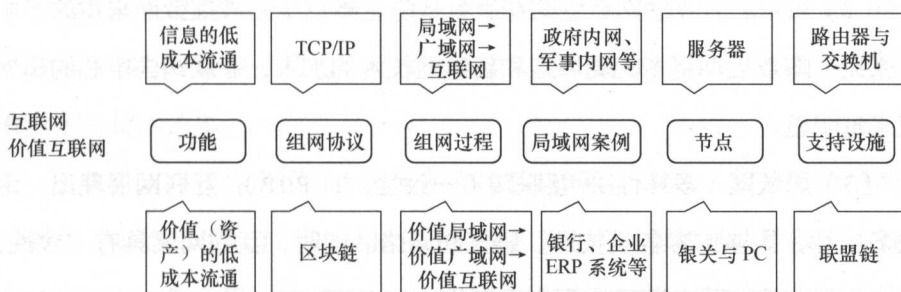 信息的低
成本流通
TCP/IP
局域网→
广域网→
互联网
政府内网、
军事内网等
服务器
路由器与
交换机
互联网
价值互联网
功能
组网协议
组网过程
局域网案例
节点
支持设施
价值（资
产）的低
成本流通
区块链
价值局域网→
价值广域网→
价值互联网
银行、企业
ERP 系统等
银关与 PC
联盟链